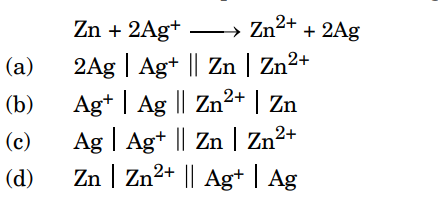 Zn + 2Ag⁺ ⟶ Zn²⁺ + 2Ag
(a) 2Ag | Ag⁺ || Zn | Zn²⁺
(b) Ag⁺ | Ag || Zn²⁺ | Zn
(c) Ag | Ag⁺ || Zn | Zn²⁺
(d) Zn | Zn²⁺ || Ag⁺ | Ag